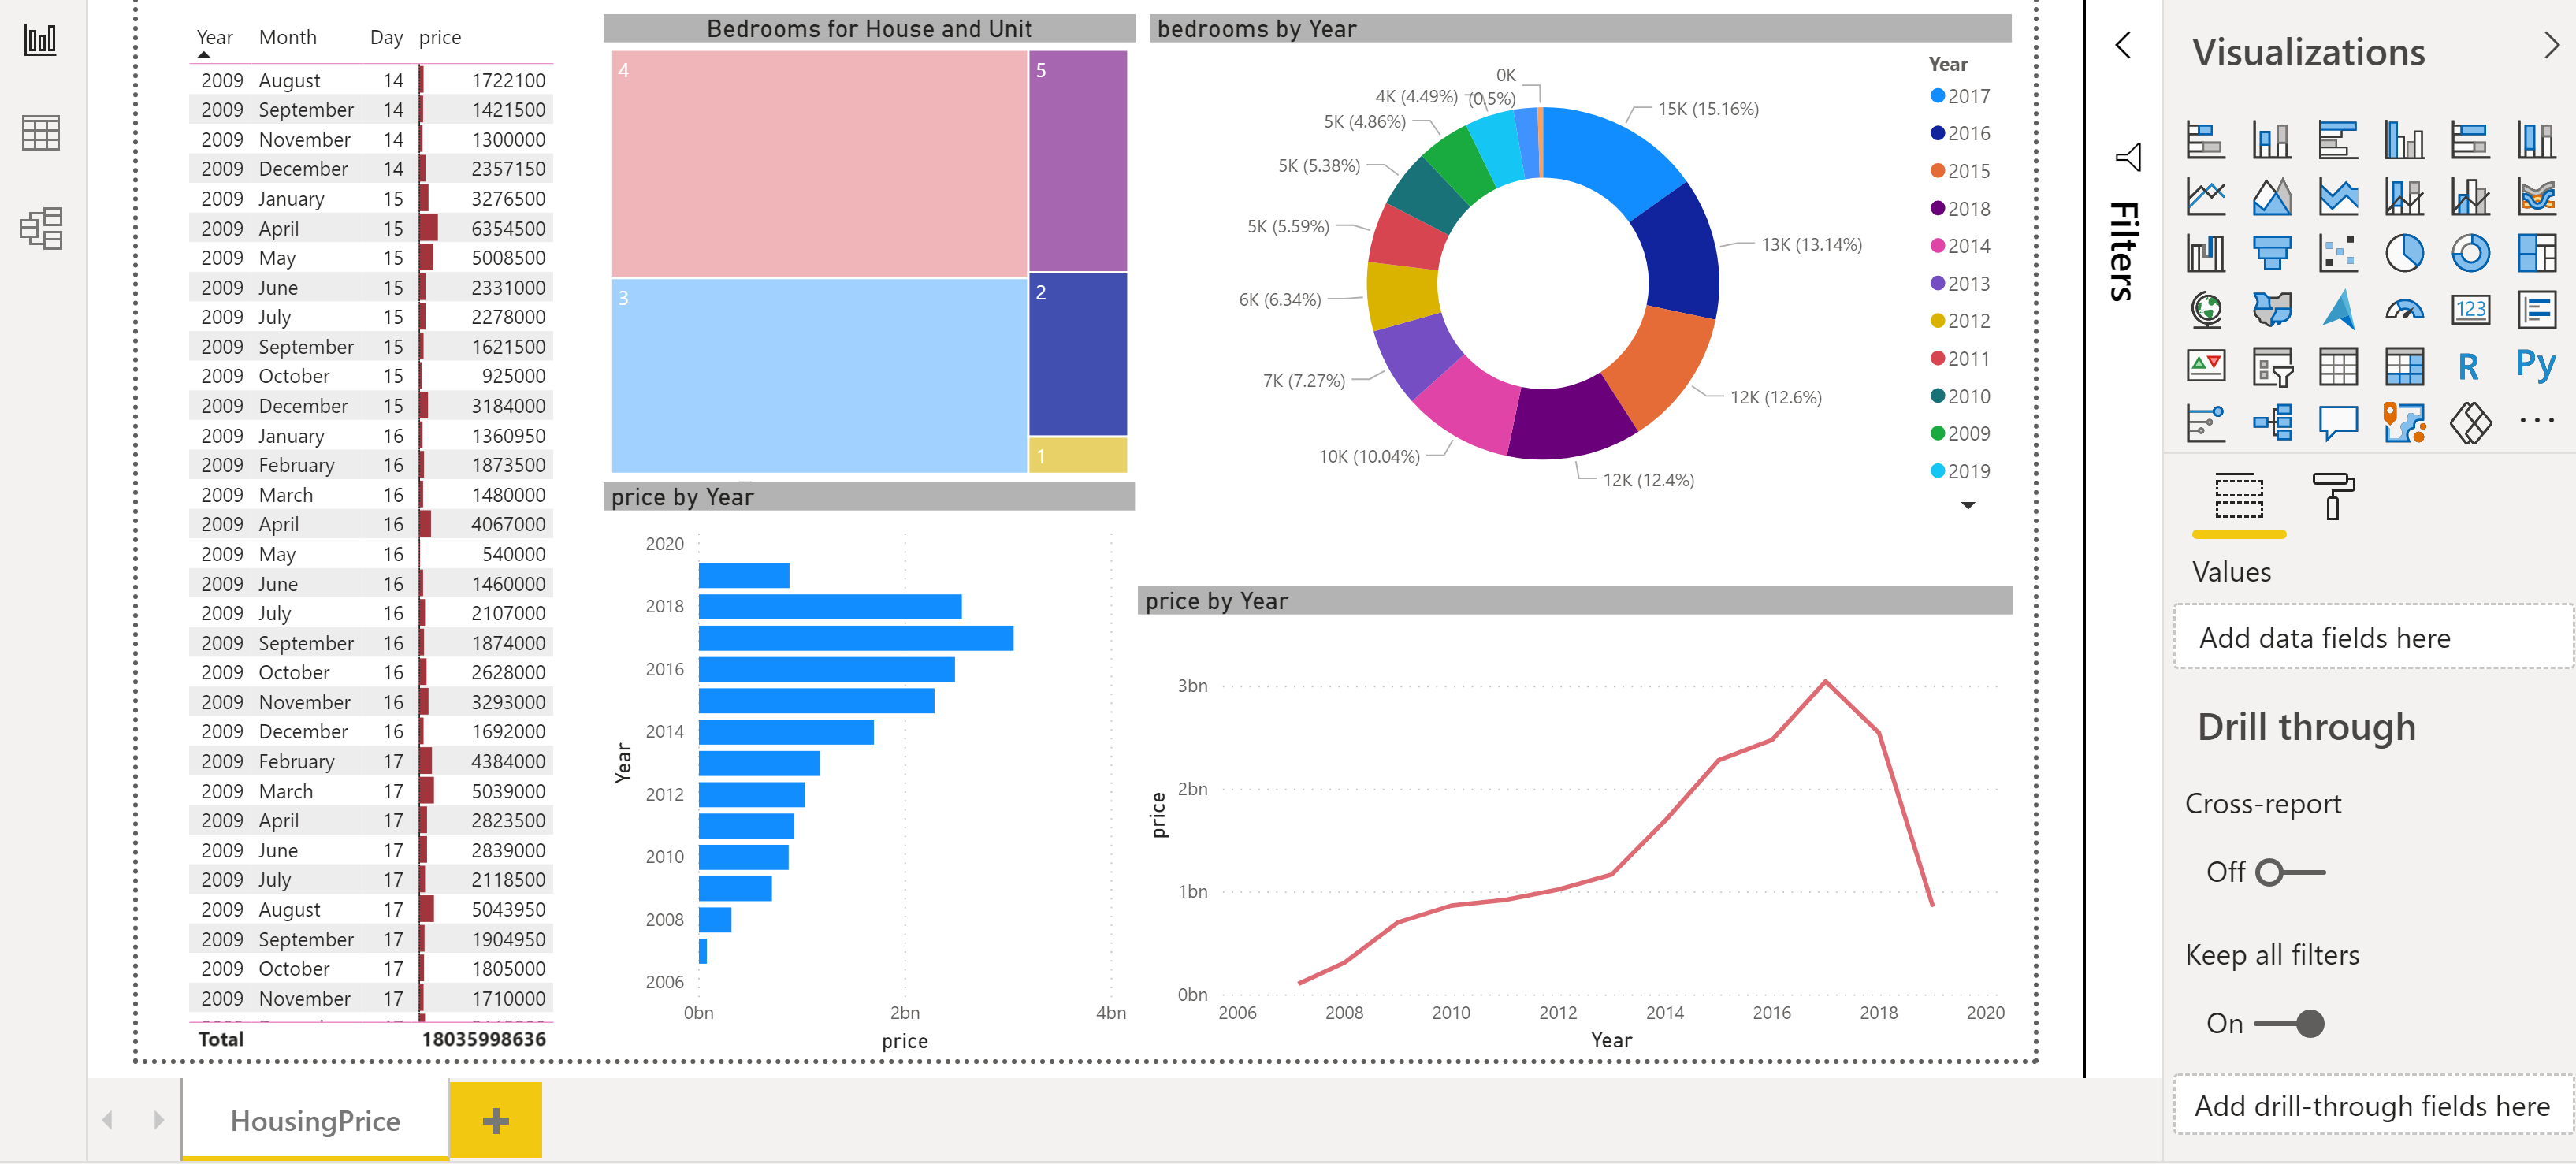 Year Month Day price
2009 August 14 1722100
2009 September 14 1421500
2009 November 14 1300000
2009 December 14 2357150
2009 January 15 3276500
2009 April 15 6354500
2009 May 15 5008500
2009 June 15 2331000
2009 July 15 2278000
2009 September 15 1621500
2009 October 15 925000
2009 December 15 3184000
2009 January 16 1360950
2009 February 16 1873500
2009 March 16 1480000
2009 April 16 4067000
2009 May 16 540000
2009 June 16 1460000
2009 July 16 2107000
2009 September 16 1874000
2009 October 16 2628000
2009 November 16 3293000
2009 December 16 1692000
2009 February 17 4384000
2009 March 17 5039000
2009 April 17 2823500
2009 June 17 2839000
2009 July 17 2118500
2009 August 17 5043950
2009 September 17 1904950
2009 October 17 1805000
2009 November 17 1710000
Total 18035998636
Bedrooms for House and Unit
4
5
3
2
1
bedrooms by Year
0K
(0.5%)
4K (4.49%)
5K (4.86%)
5K (5.38%)
5K (5.59%)
6K (6.34%)
7K (7.27%)
10K (10.04%)
12K (12.4%)
12K (12.6%)
13K (13.14%)
15K (15.16%)
Year
2017
2016
2015
2018
2014
2013
2012
2011
2010
2009
2019
price by Year
2020
2018
2016
2014
2012
2010
2008
2006
Year
0bn 2bn 4bn
price
price by Year
3bn
2bn
1bn
0bn
price
2006 2008 2010 2012 2014 2016 2018 2020
Year
Filters
Visualizations
123
R
Py
Values
Add data fields here
Drill through
Cross-report
Off
Keep all filters
On
Add drill-through fields here
HousingPrice